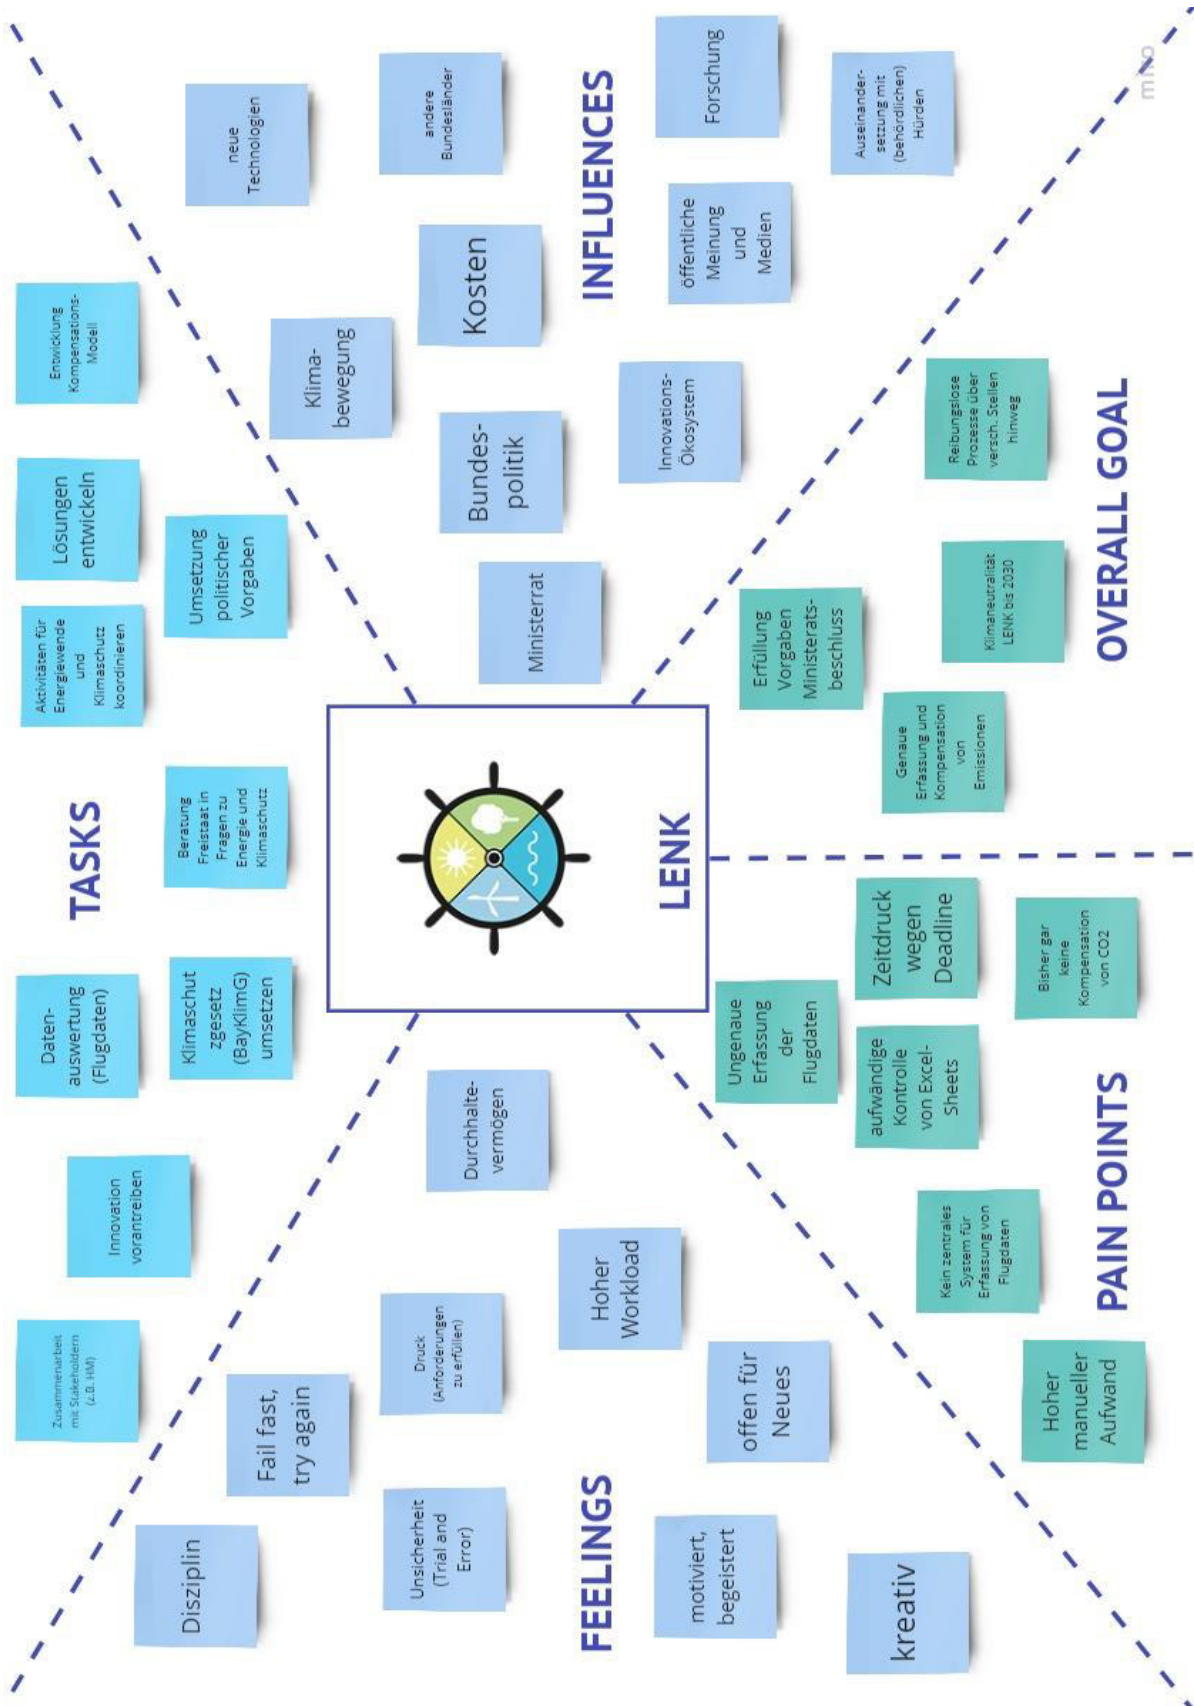 TASKS
Zusammenarbeit
mit Stakeholdern
(z.B. HM)
Innovation
vorantreiben
Daten-
auswertung
(Flugdaten)
Klimaschut
zgesetz
(BayKlimG)
umsetzen
Beratung
Freistaat in
Fragen zu
Energie und
Klimaschutz
Aktivitäten für
Energiewende
und
Klimaschutz
koordinieren
Lösungen
entwickeln
Umsetzung
politischer
Vorgaben
Entwicklung
Kompensations-
Modell
FEELINGS
Disziplin
Fail fast,
try again
Unsicherheit
(Trial and
Error)
Druck
(Anforderungen
zu erfüllen)
Durchhalte-
vermögen
Hoher
Workload
motiviert,
begeistert
offen für
Neues
kreativ
LENK
INFLUENCES
neue
Technologien
Klima-
bewegung
andere
Bundesländer
Kosten
Bundes-
politik
Ministerrat
Innovations-
Ökosystem
öffentliche
Meinung
und
Medien
Forschung
Auseinander-
setzung mit
(behördlichen)
Hürden
PAIN POINTS
Ungenaue
Erfassung
der
Flugdaten
aufwändige
Kontrolle
von Excel-
Sheets
Zeitdruck
wegen
Deadline
Kein zentrales
System für
Erfassung von
Flugdaten
Bisher gar
keine
Kompensation
von CO2
Hoher
manueller
Aufwand
OVERALL GOAL
Erfüllung
Vorgaben
Ministerats-
beschluss
Genaue
Erfassung und
Kompensation
von
Emissionen
Klimaneutralität
LENK bis 2030
Reibungslose
Prozesse über
versch. Stellen
hinweg
miro